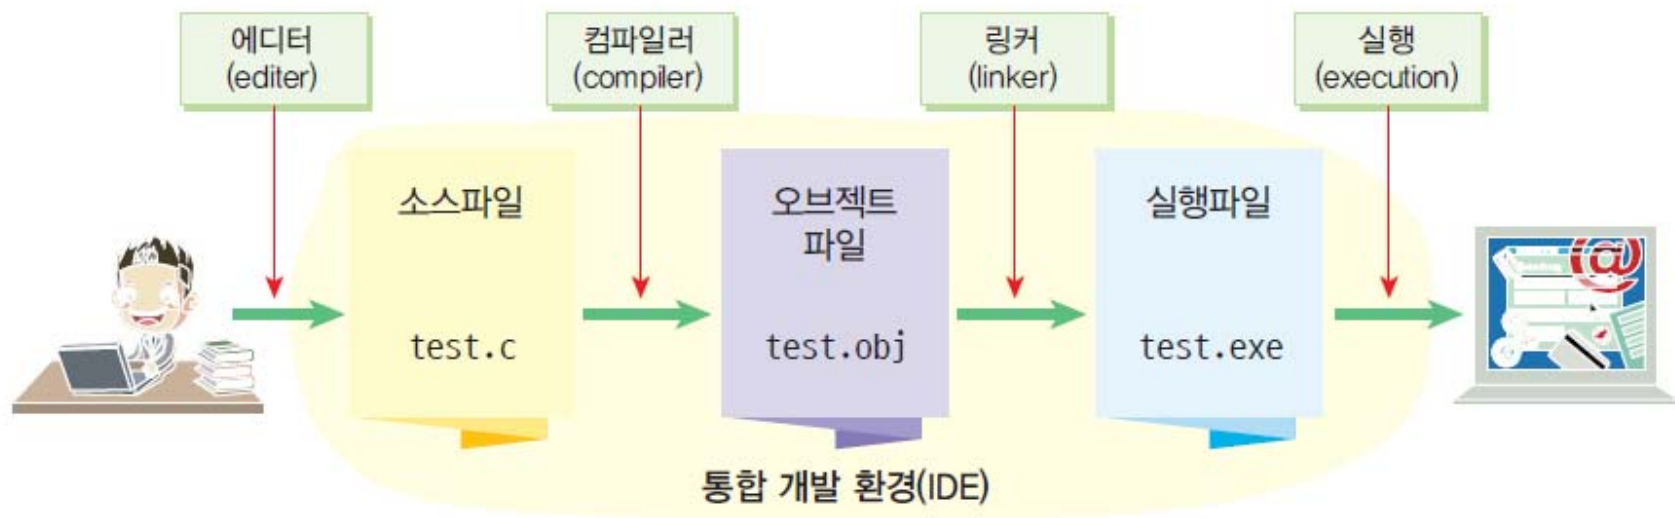 에디터
(editer)
컴파일러
(compiler)
링커
(linker)
실행
(execution)
소스파일
test.c
오브젝트
파일
test.obj
실행파일
test.exe
@
통합 개발 환경(IDE)